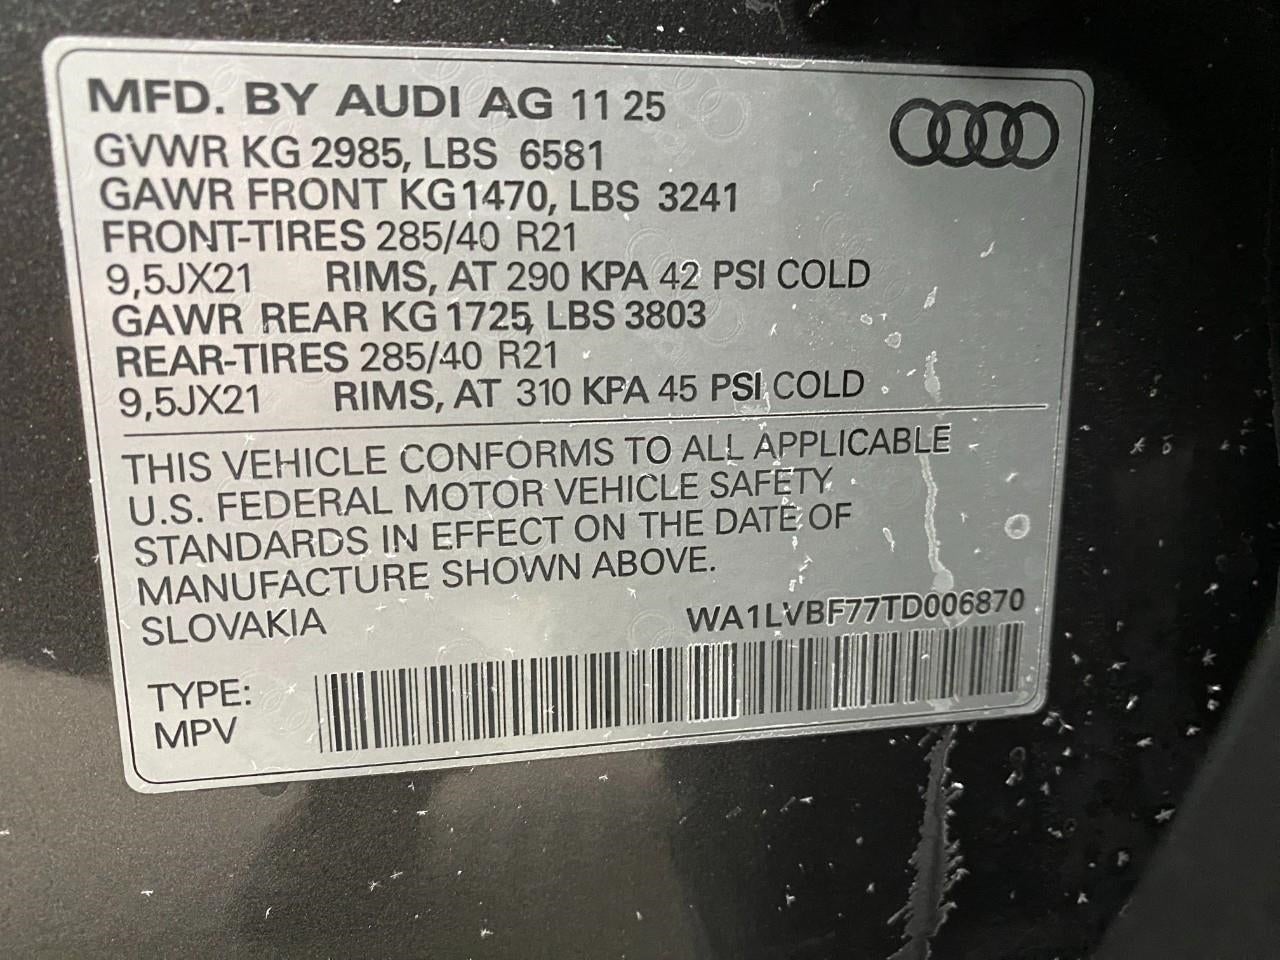 MFD. BY AUDI AG 11 25
GVWR KG 2985, LBS 6581
GAWR FRONT KG 1470, LBS 3241
FRONT-TIRES 285/40 R21
9,5JX21 RIMS, AT 290 KPA 42 PSI COLD
GAWR REAR KG 1725, LBS 3803
REAR-TIRES 285/40 R21
9,5JX21 RIMS, AT 310 KPA 45 PSI COLD
THIS VEHICLE CONFORMS TO ALL APPLICABLE
U.S. FEDERAL MOTOR VEHICLE SAFETY
STANDARDS IN EFFECT ON THE DATE OF
MANUFACTURE SHOWN ABOVE.
SLOVAKIA WA1LVBF77TD006870
TYPE:
MPV